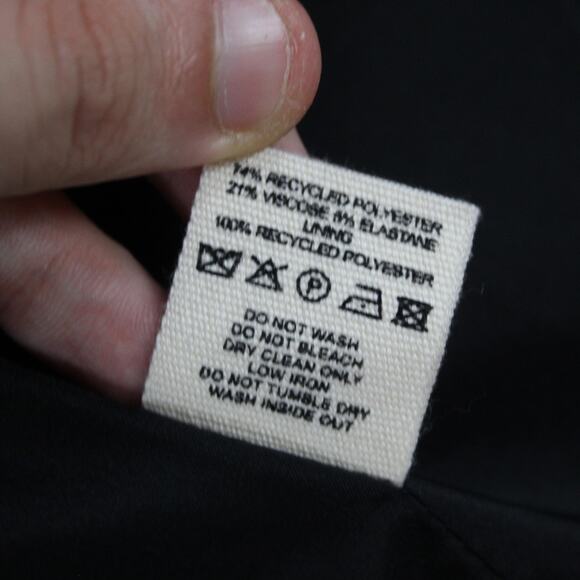 74% RECYCLED POLYESTER
21% VISCOSE 5% ELASTANE
LINING
100% RECYCLED POLYESTER
P
DO NOT WASH
DO NOT BLEACH
DRY CLEAN ONLY
LOW IRON
DO NOT TUMBLE DRY
WASH INSIDE OUT